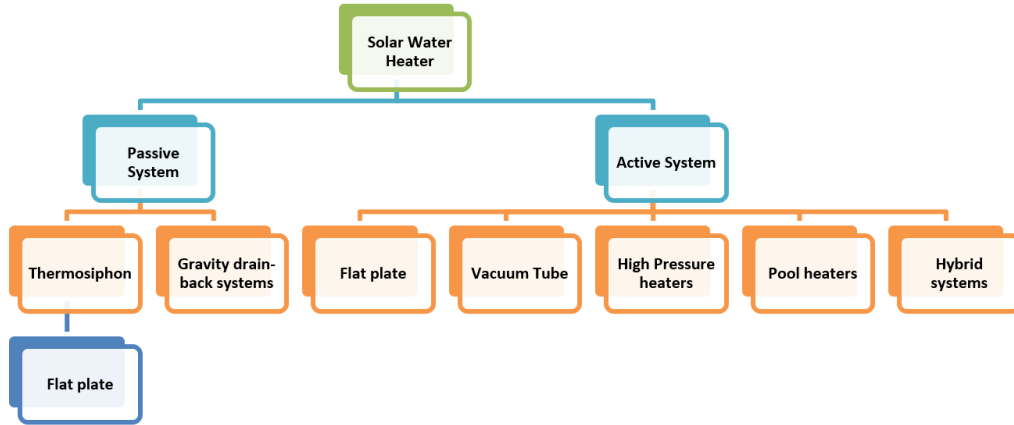 Solar Water
Heater
Passive
System
Active System
Thermosiphon
Gravity drain-
back systems
Flat plate
Vacuum Tube
High Pressure
heaters
Pool heaters
Hybrid
systems
Flat plate